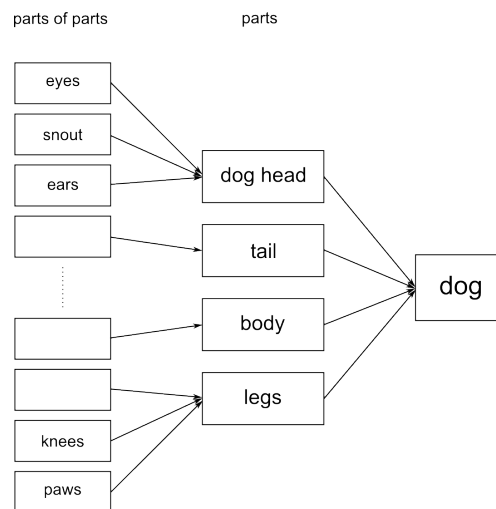 parts of parts
parts
eyes
snout
ears
knees
paws
dog head
tail
body
legs
dog